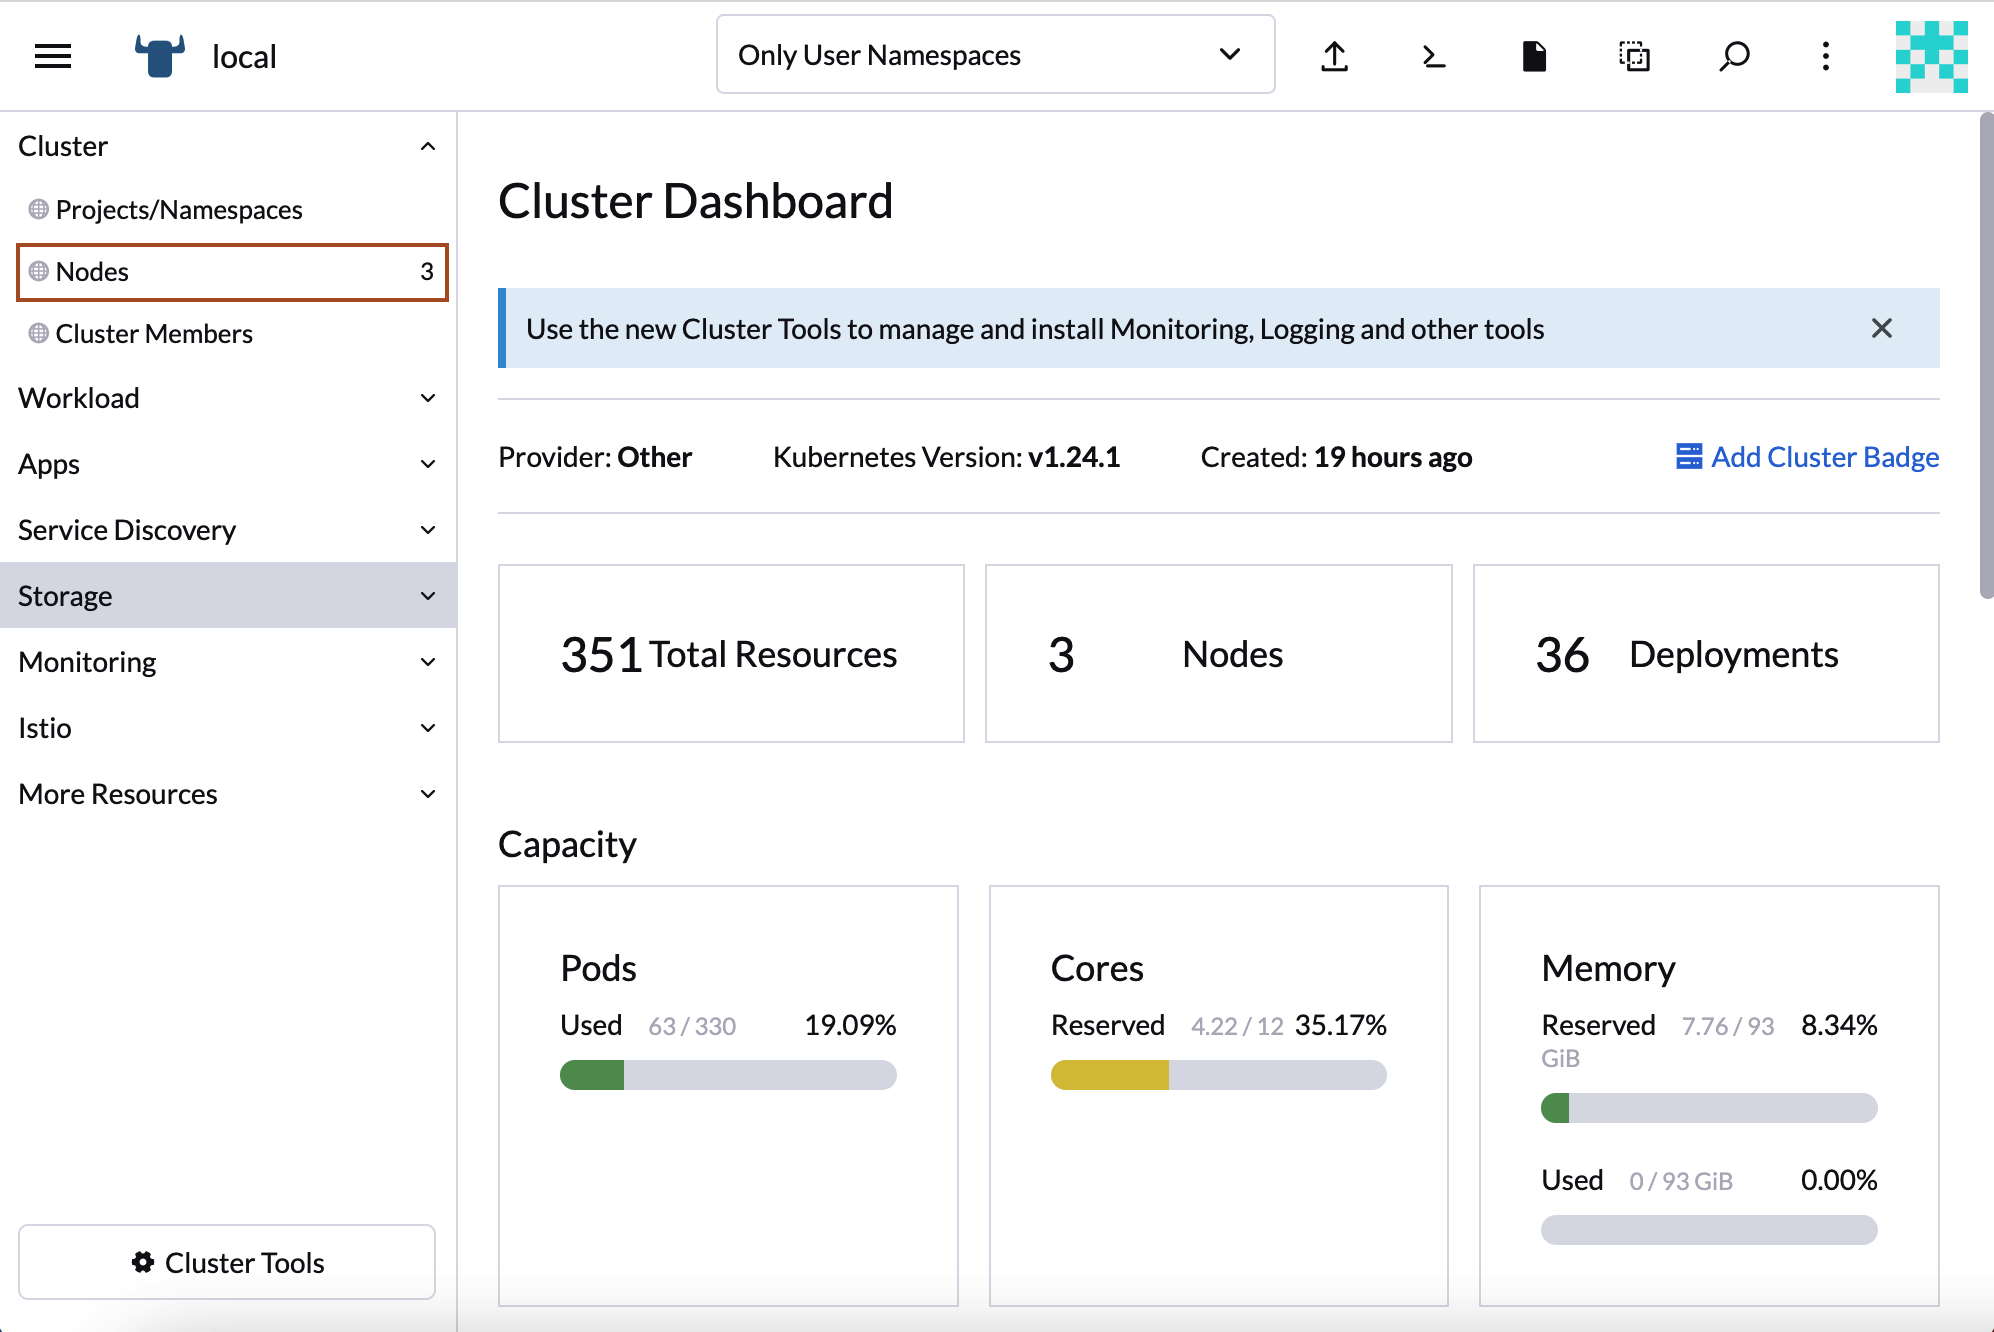 local
Only User Namespaces
Cluster
Projects/Namespaces
Nodes 3
Cluster Members
Workload
Apps
Service Discovery
Storage
Monitoring
Istio
More Resources
Cluster Tools
Cluster Dashboard
Use the new Cluster Tools to manage and install Monitoring, Logging and other tools
Provider: Other Kubernetes Version: v1.24.1 Created: 19 hours ago Add Cluster Badge
351 Total Resources
3 Nodes
36 Deployments
Capacity
Pods
Used 63 / 330 19.09%
Cores
Reserved 4.22 / 12 35.17%
Memory
Reserved 7.76 / 93 8.34%
GiB
Used 0 / 93 GiB 0.00%